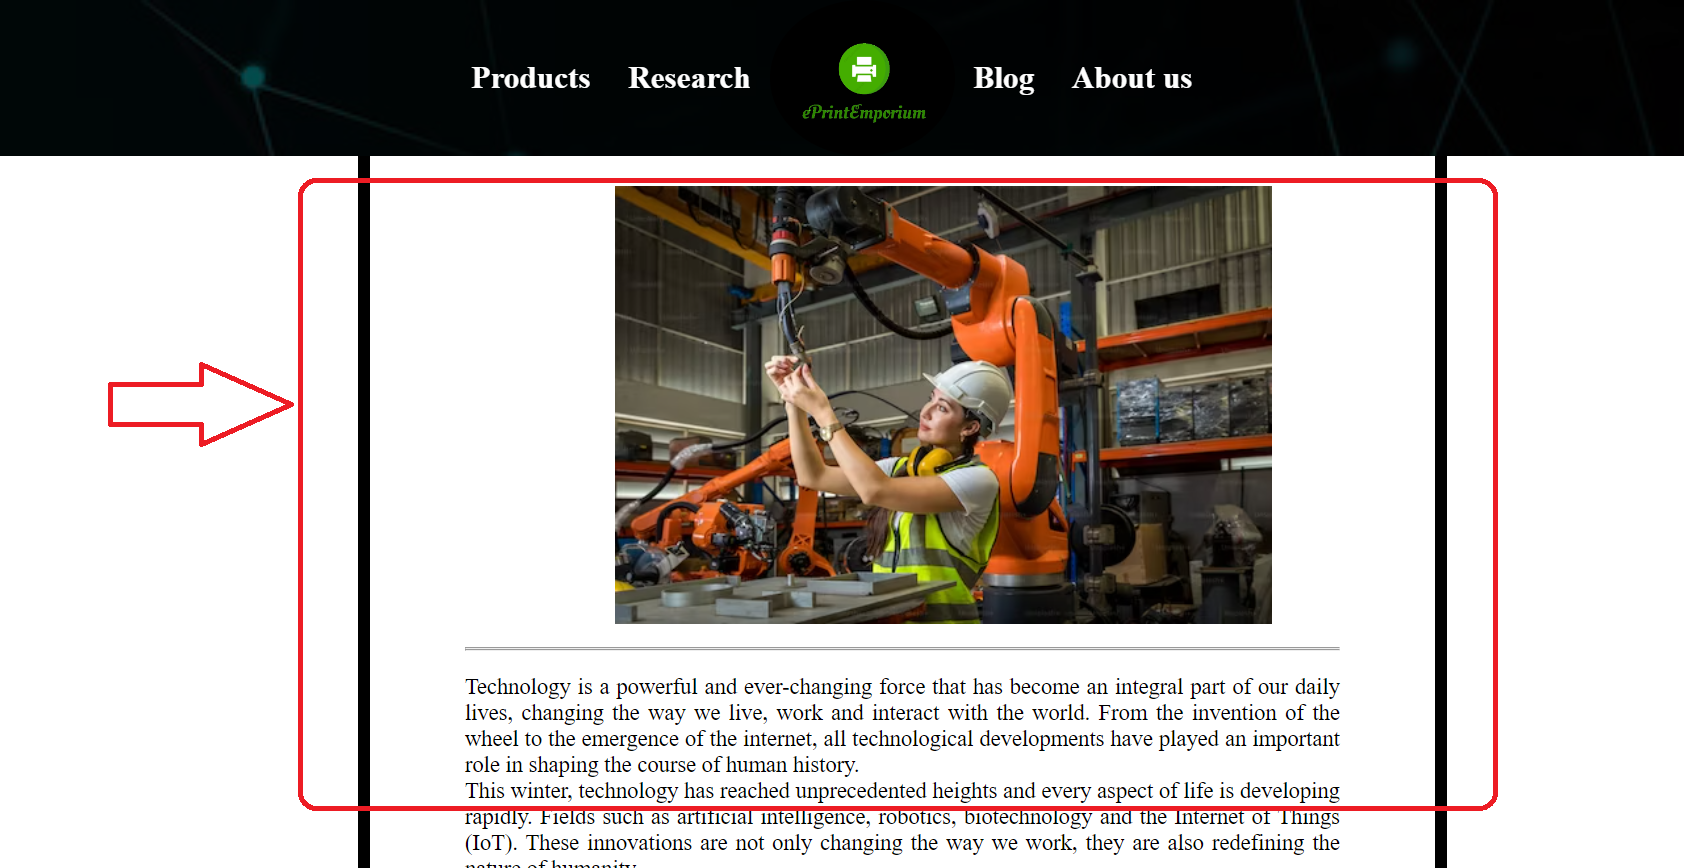 Products Research Blog About us
ePrintEmporium
Technology is a powerful and ever-changing force that has become an integral part of our daily
lives, changing the way we live, work and interact with the world. From the invention of the
wheel to the emergence of the internet, all technological developments have played an important
role in shaping the course of human history.
This winter, technology has reached unprecedented heights and every aspect of life is developing
rapidly. Fields such as artificial intelligence, robotics, biotechnology and the Internet of Things
(IoT). These innovations are not only changing the way we work, they are also redefining the
nature of humanity.